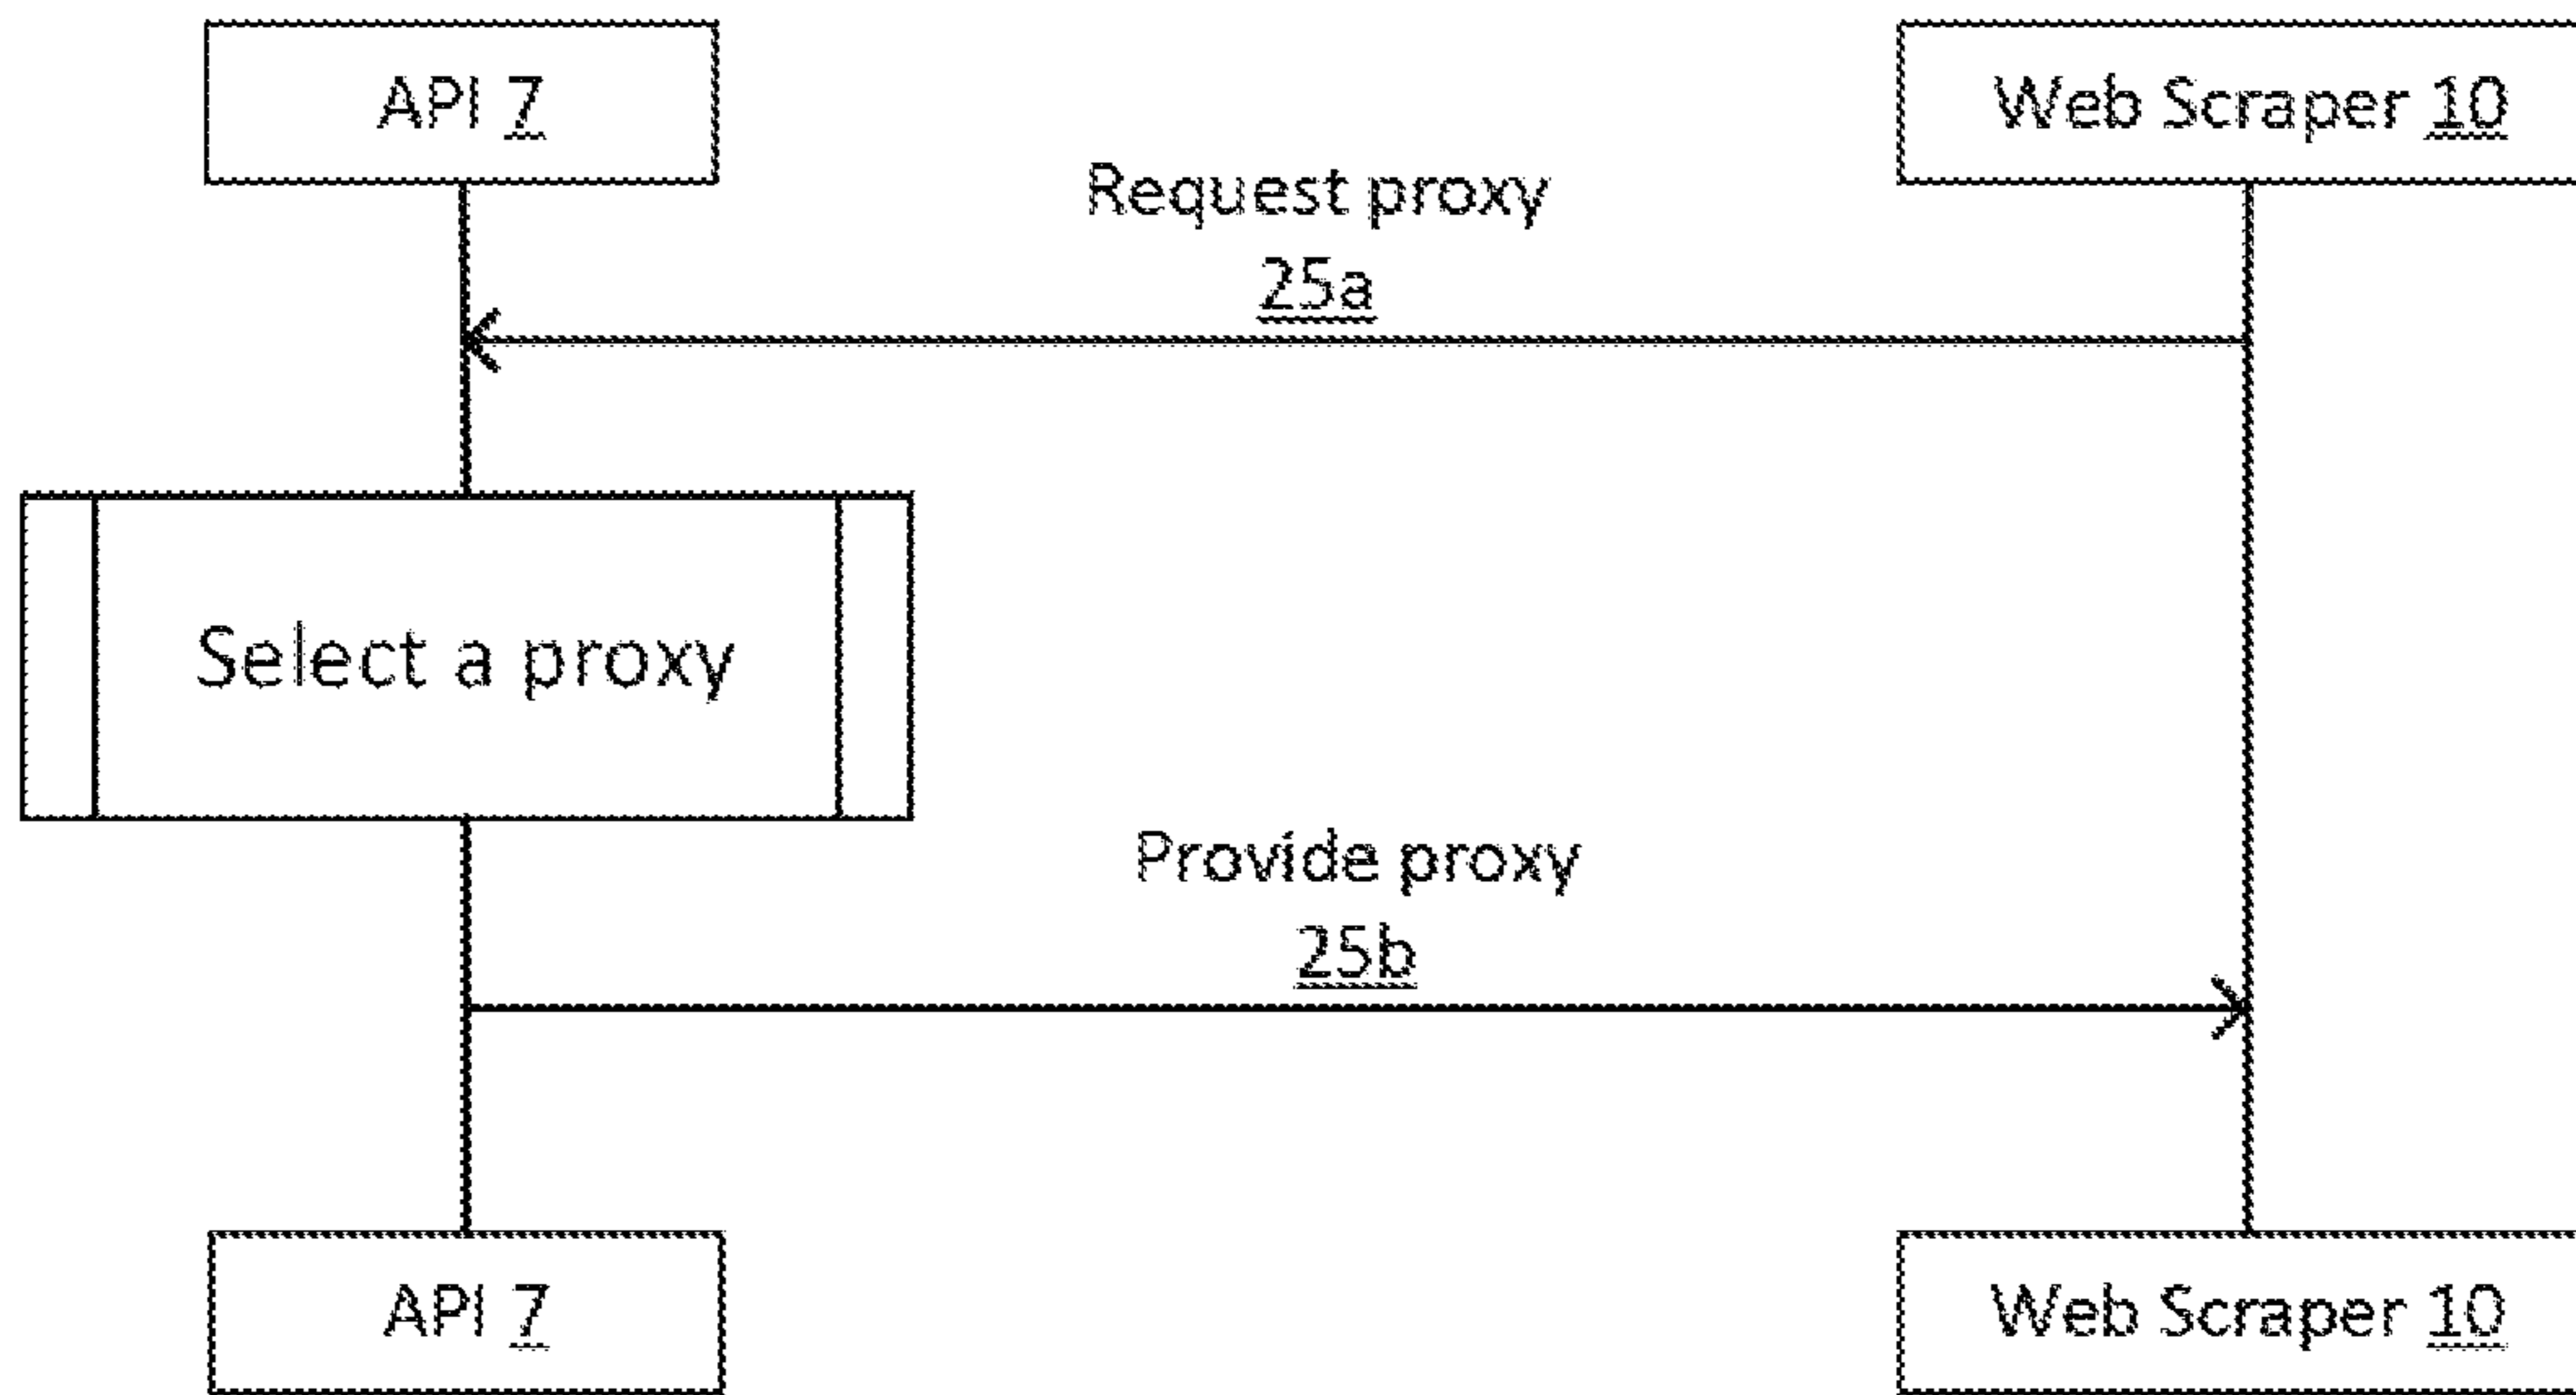 API 7
Web Scraper 10
Request proxy
25a
Select a proxy
Provide proxy
25b
API 7
Web Scraper 10